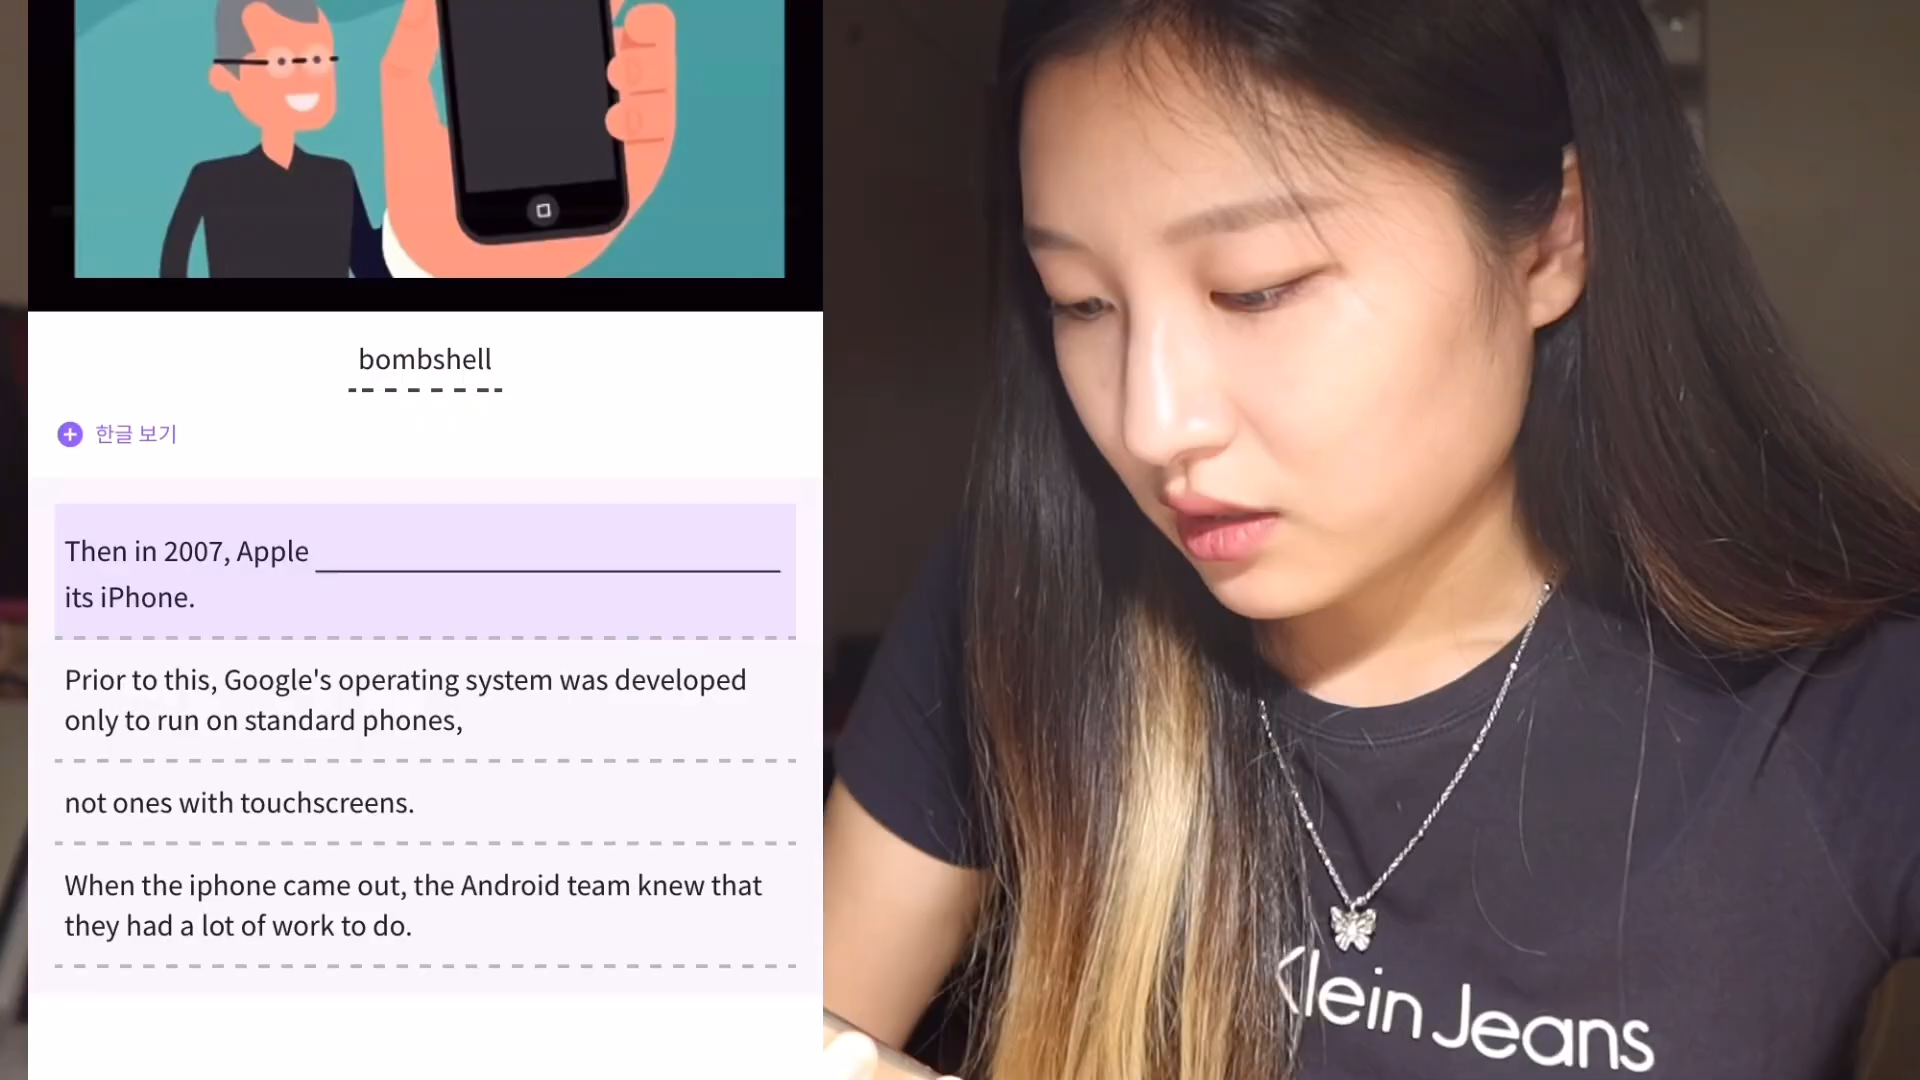 bombshell
한글 보기
Then in 2007, Apple
its iPhone.
Prior to this, Google's operating system was developed
only to run on standard phones,
not ones with touchscreens.
When the iphone came out, the Android team knew that
they had a lot of work to do.
Klein Jeans